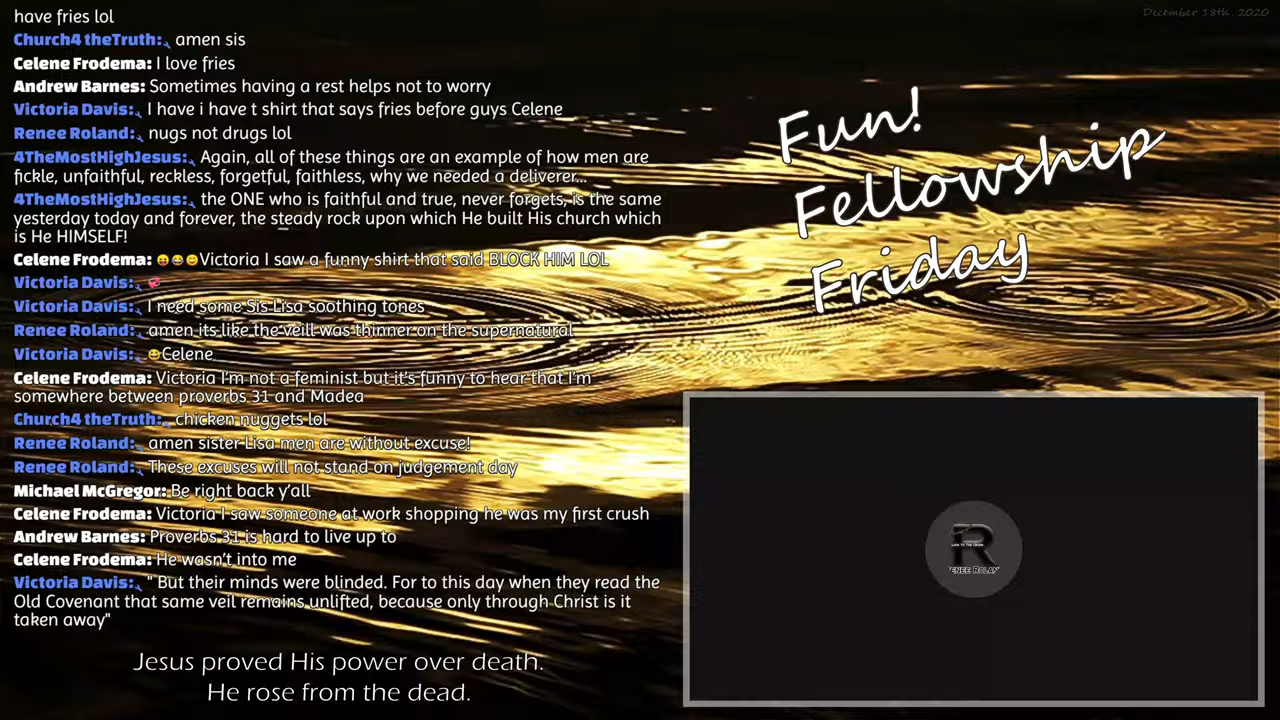 have fries lol
Church4 theTruth: amen sis
Celene Frodema: I love fries
Andrew Barnes: Sometimes having a rest helps not to worry
Victoria Davis: I have i have t shirt that says fries before guys Celene
Renee Roland: nugs not drugs lol
4TheMostHighJesus: Again, all of these things are an example of how men are
fickle, unfaithful, reckless, forgetful, faithless, why we needed a deliverer...
4TheMostHighJesus: the ONE who is faithful and true, never forgets, is the same
yesterday today and forever, the steady rock upon which He built His church which
is He HIMSELF!
Celene Frodema: 😝😂😊Victoria I saw a funny shirt that said BLOCK HIM LOL
Victoria Davis: 💞
Victoria Davis: I need some Sis Lisa soothing tones
Renee Roland: amen its like the veill was thinner on the supernatural
Victoria Davis: 😂Celene
Celene Frodema: Victoria I'm not a feminist but it's funny to hear that I'm
somewhere between proverbs 31 and Madea
Church4 theTruth: chicken nuggets lol
Renee Roland: amen sister Lisa men are without excuse!
Renee Roland: These excuses will not stand on judgement day
Michael McGregor: Be right back y'all
Celene Frodema: Victoria I saw someone at work shopping he was my first crush
Andrew Barnes: Proverbs 31 is hard to live up to
Celene Frodema: He wasn't into me
Victoria Davis: " But their minds were blinded. For to this day when they read the
Old Covenant that same veil remains unlifted, because only through Christ is it
taken away"
Jesus proved His power over death.
He rose from the dead.
December 18th, 2020
Fun!
Fellowship
Friday
R
LOOK TO THE CROSS
RENEE ROLAND